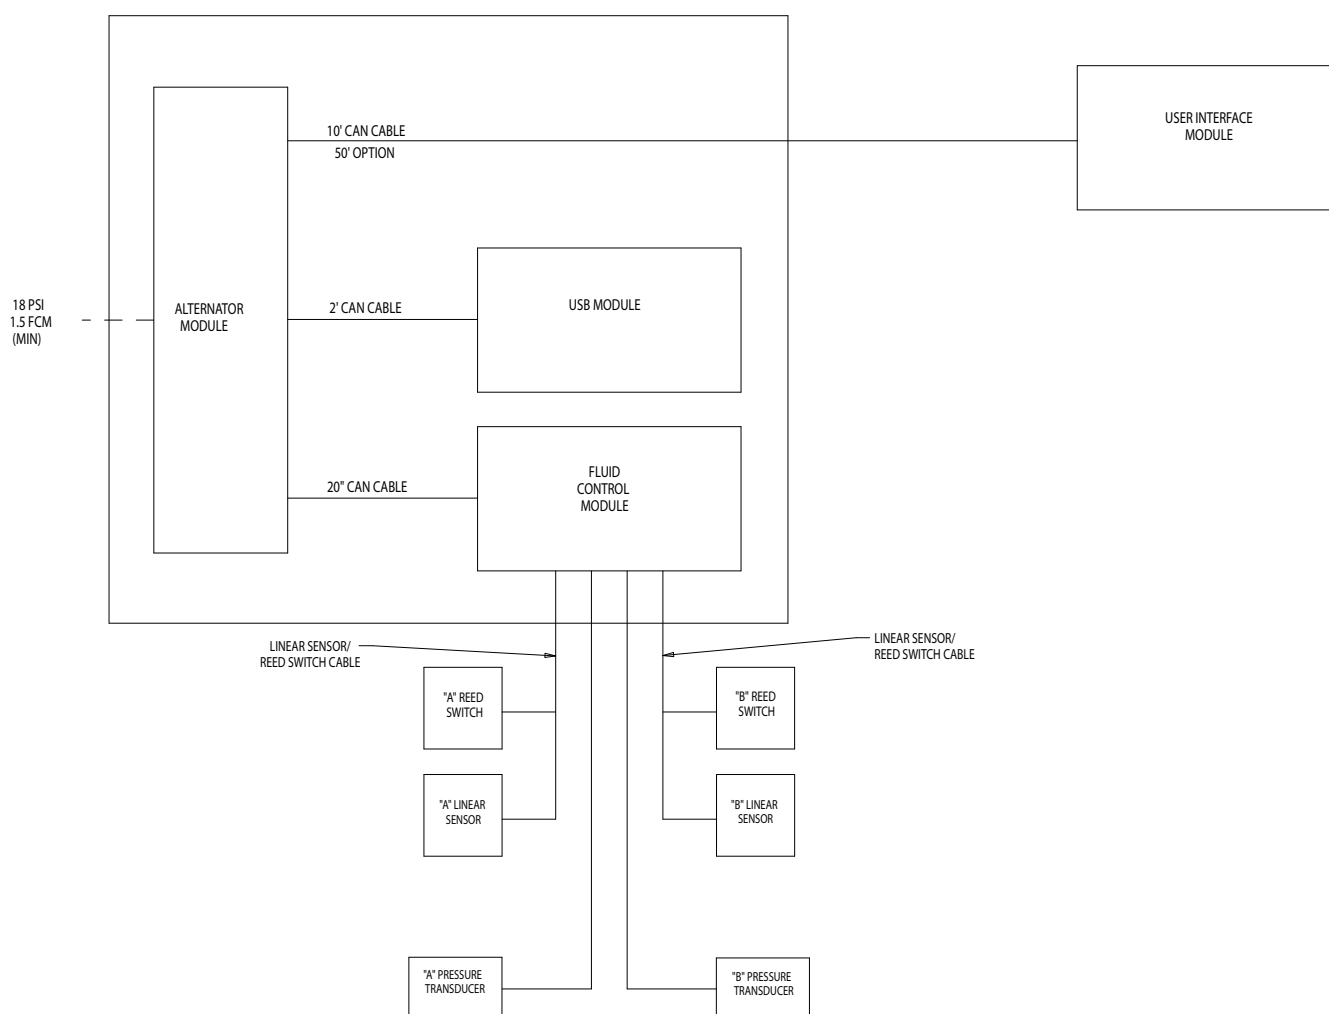 10' CAN CABLE
50' OPTION
USER INTERFACE
MODULE
18 PSI
1.5 FCM
(MIN)
ALTERNATOR
MODULE
2' CAN CABLE
USB MODULE
20" CAN CABLE
FLUID
CONTROL
MODULE
LINEAR SENSOR/
REED SWITCH CABLE
LINEAR SENSOR/
REED SWITCH CABLE
"A" REED
SWITCH
"B" REED
SWITCH
"A" LINEAR
SENSOR
"B" LINEAR
SENSOR
"A" PRESSURE
TRANSDUCER
"B" PRESSURE
TRANSDUCER